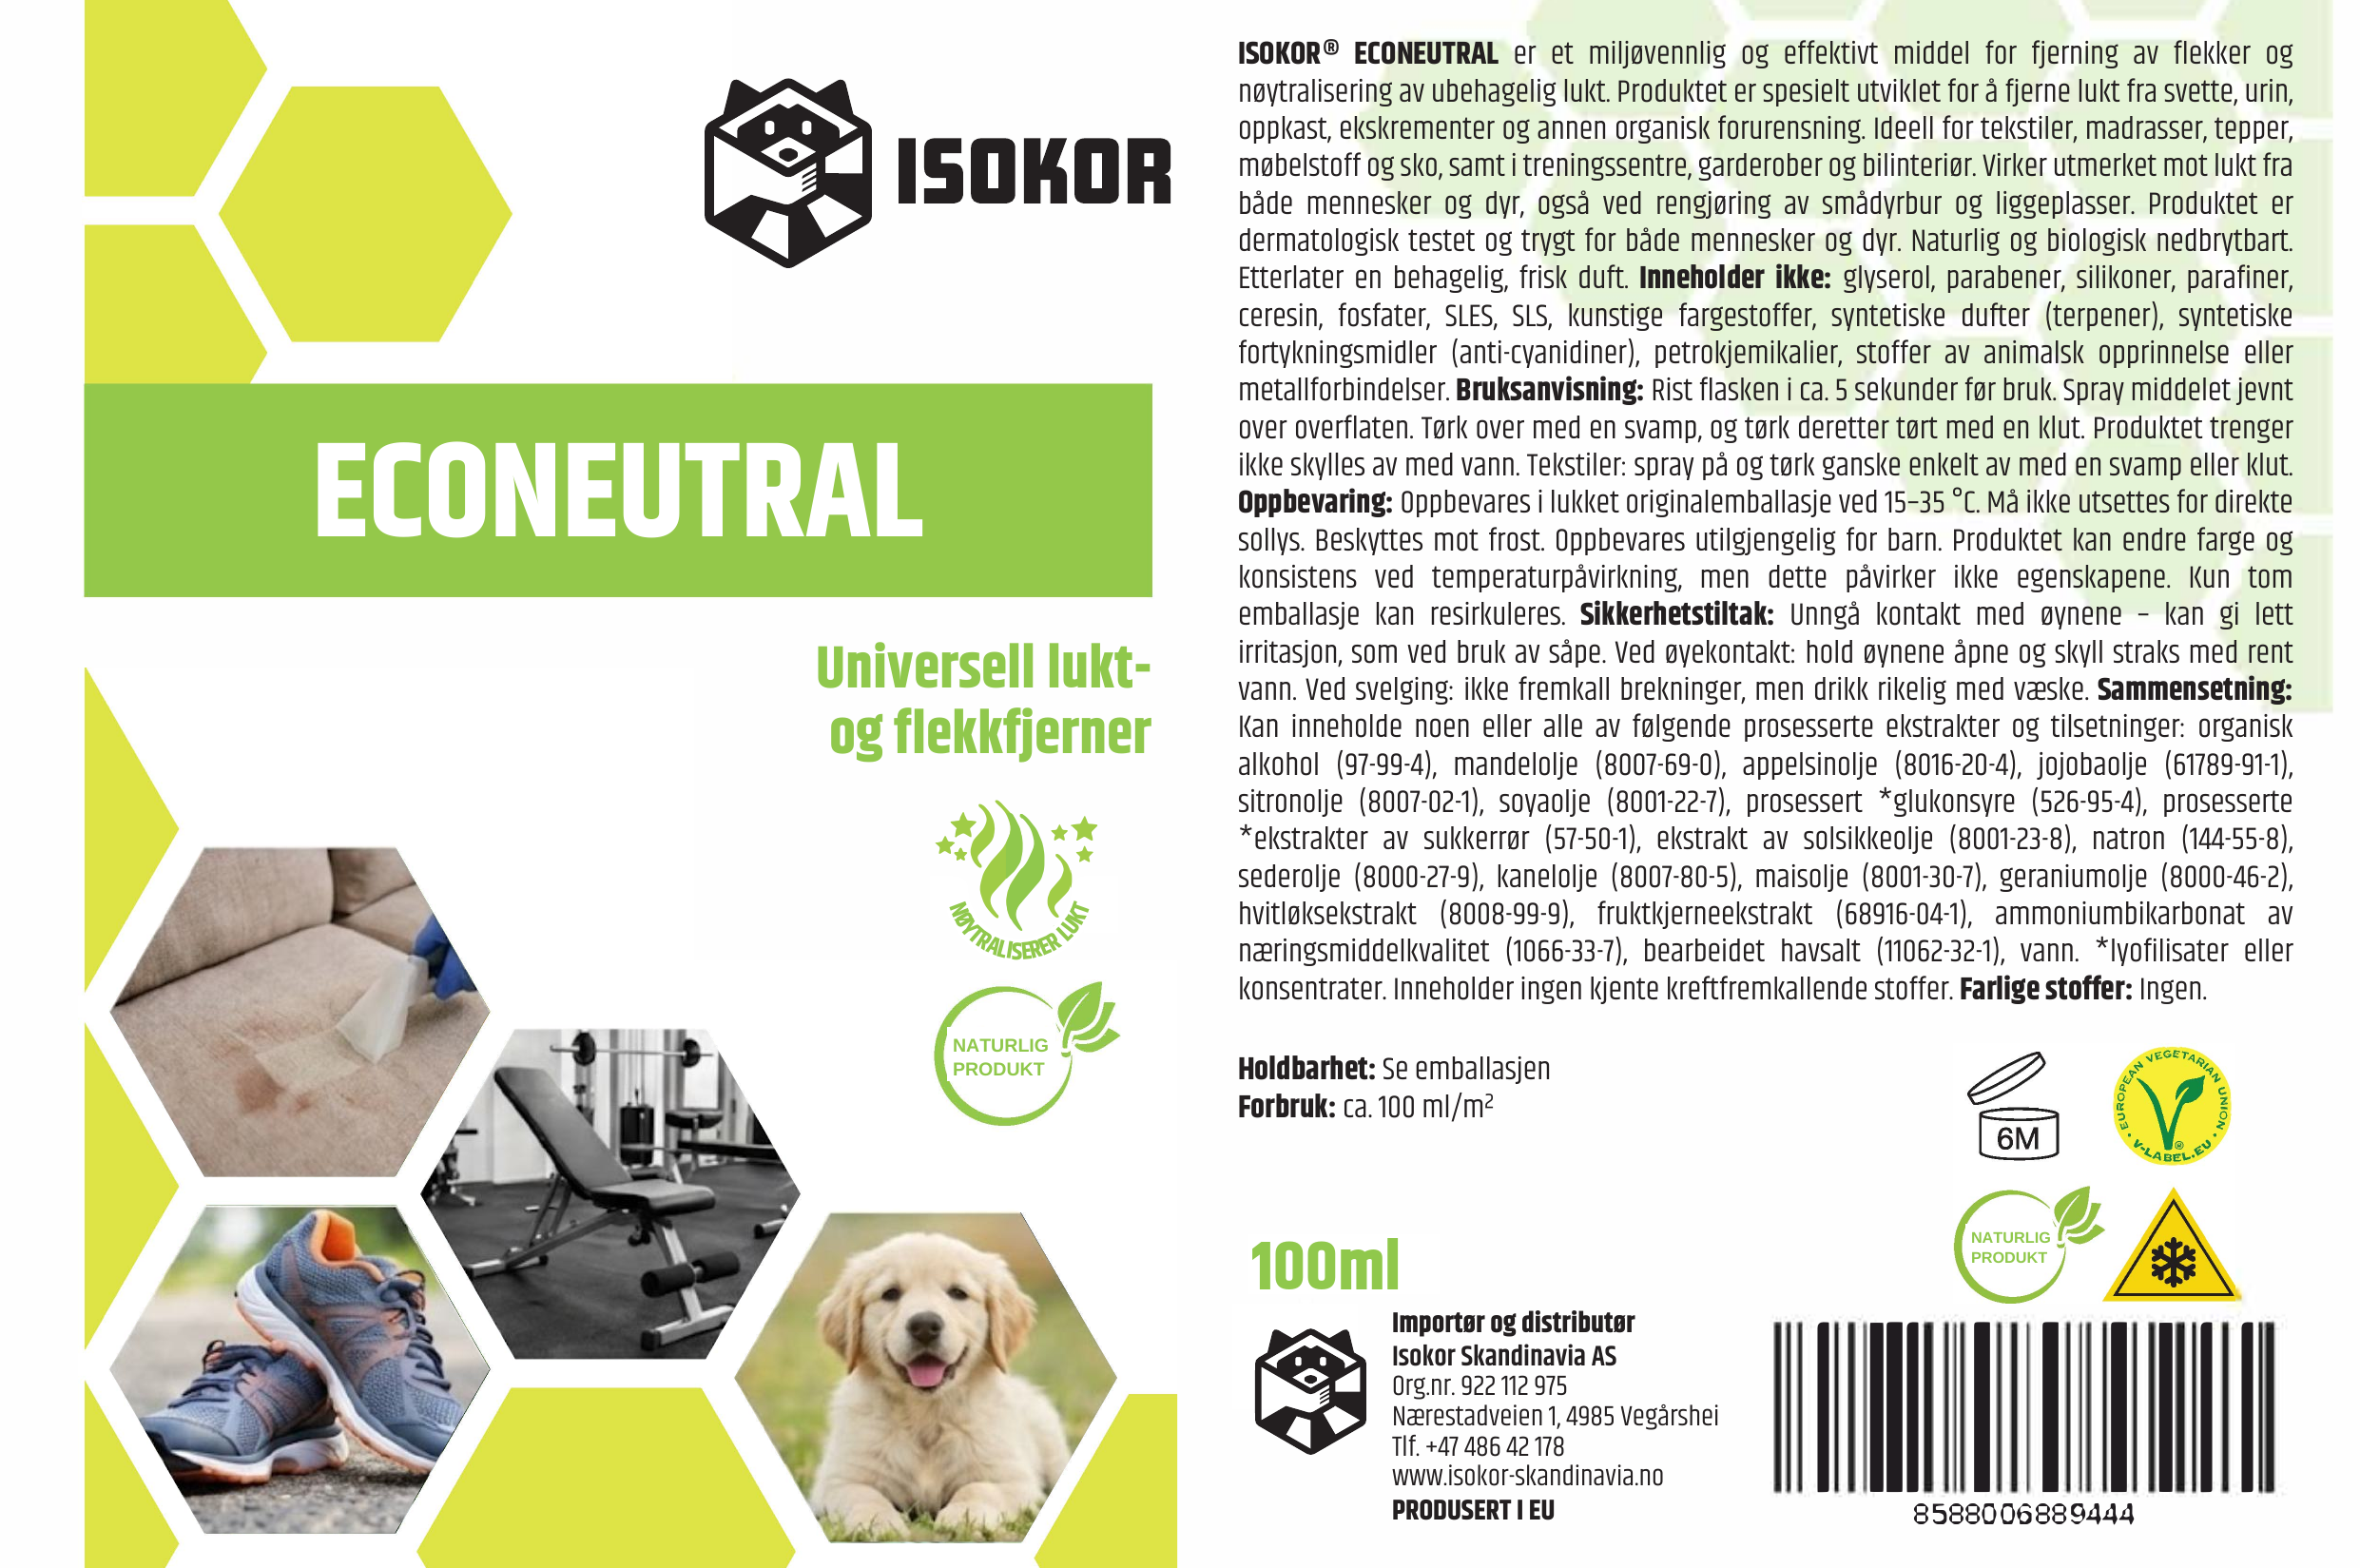 ISOKOR
ECONEUTRAL
Universell lukt-
og flekkfjerner
NØYTRALISERER LUKT
NATURLIG
PRODUKT
ISOKOR® ECONEUTRAL er et miljøvennlig og effektivt middel for fjerning av flekker og
nøytralisering av ubehagelig lukt. Produktet er spesielt utviklet for å fjerne lukt fra svette, urin,
oppkast, ekskrementer og annen organisk forurensning. Ideell for tekstiler, madrasser, tepper,
møbelstoff og sko, samt i treningssentre, garderober og bilinteriør. Virker utmerket mot lukt fra
både mennesker og dyr, også ved rengjøring av smådyrbur og liggeplasser. Produktet er
dermatologisk testet og trygt for både mennesker og dyr. Naturlig og biologisk nedbrytbart.
Etterlater en behagelig, frisk duft. Inneholder ikke: glyserol, parabener, silikoner, parafiner,
ceresin, fosfater, SLES, SLS, kunstige fargestoffer, syntetiske dufter (terpener), syntetiske
fortykningsmidler (anti-cyanidiner), petrokjemikalier, stoffer av animalsk opprinnelse eller
metallforbindelser. Bruksanvisning: Rist flasken i ca. 5 sekunder før bruk. Spray middelet jevnt
over overflaten. Tørk over med en svamp, og tørk deretter tørt med en klut. Produktet trenger
ikke skylles av med vann. Tekstiler: spray på og tørk ganske enkelt av med en svamp eller klut.
Oppbevaring: Oppbevares i lukket originalemballasje ved 15–35 °C. Må ikke utsettes for direkte
sollys. Beskyttes mot frost. Oppbevares utilgjengelig for barn. Produktet kan endre farge og
konsistens ved temperaturpåvirkning, men dette påvirker ikke egenskapene. Kun tom
emballasje kan resirkuleres. Sikkerhetstiltak: Unngå kontakt med øynene – kan gi lett
irritasjon, som ved bruk av såpe. Ved øyekontakt: hold øynene åpne og skyll straks med rent
vann. Ved svelging: ikke fremkall brekninger, men drikk rikelig med væske. Sammensetning:
Kan inneholde noen eller alle av følgende prosesserte ekstrakter og tilsetninger: organisk
alkohol (97-99-4), mandelolje (8007-69-0), appelsinolje (8016-20-4), jojobaolje (61789-91-1),
sitronolje (8007-02-1), soyaolje (8001-22-7), prosessert *glukonsyre (526-95-4), prosesserte
*ekstrakter av sukkerrør (57-50-1), ekstrakt av solsikkeolje (8001-23-8), natron (144-55-8),
sederolje (8000-27-9), kanelolje (8007-80-5), maisolje (8001-30-7), geraniumolje (8000-46-2),
hvitløksekstrakt (8008-99-9), fruktkjerneekstrakt (68916-04-1), ammoniumbikarbonat av
næringsmiddelkvalitet (1066-33-7), bearbeidet havsalt (11062-32-1), vann. *lyofilisater eller
konsentrater. Inneholder ingen kjente kreftfremkallende stoffer. Farlige stoffer: Ingen.
Holdbarhet: Se emballasjen
Forbruk: ca. 100 ml/m²
6M
EUROPEAN VEGETARIAN UNION
V-LABEL.EU
®
NATURLIG
PRODUKT
100ml
Importør og distributør
Isokor Skandinavia AS
Org.nr. 922 112 975
Nærestadveien 1, 4985 Vegårshei
Tlf. +47 486 42 178
www.isokor-skandinavia.no
PRODUSERT I EU
8588006889444